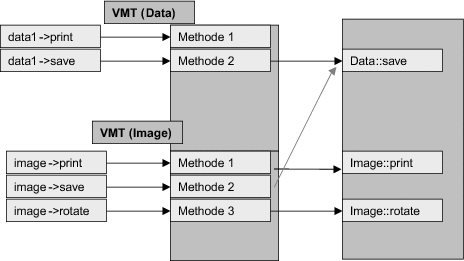 VMT (Data)
data1->print
Methode 1
data1->save
Methode 2
Data::save
VMT (Image)
image->print
Methode 1
Image::print
image->save
Methode 2
image->rotate
Methode 3
Image::rotate